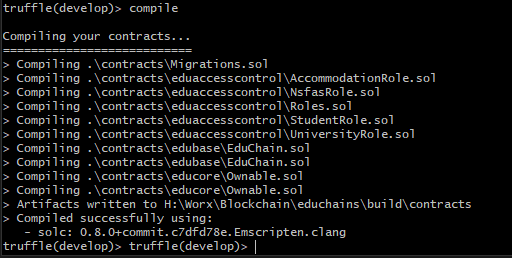 truffle(develop)> compile
Compiling your contracts...
===========================
> Compiling .\contracts\Migrations.sol
> Compiling .\contracts\eduaccesscontrol\AccommodationRole.sol
> Compiling .\contracts\eduaccesscontrol\NsfasRole.sol
> Compiling .\contracts\eduaccesscontrol\Roles.sol
> Compiling .\contracts\eduaccesscontrol\StudentRole.sol
> Compiling .\contracts\eduaccesscontrol\UniversityRole.sol
> Compiling .\contracts\edubase\EduChain.sol
> Compiling .\contracts\edubase\EduChain.sol
> Compiling .\contracts\educore\Ownable.sol
> Compiling .\contracts\educore\Ownable.sol
> Artifacts written to H:\Worx\Blockchain\educhains\build\contracts
> Compiled successfully using:
   - solc: 0.8.0+commit.c7dfd78e.Emscripten.clang
truffle(develop)> truffle(develop)>